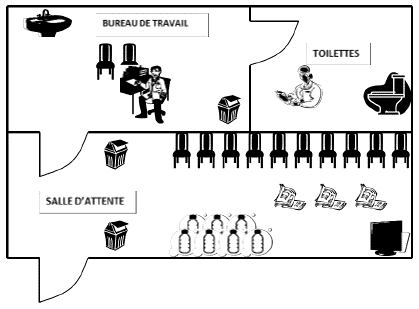 BUREAU DE TRAVAIL
TOILETTES
SALLE D'ATTENTE